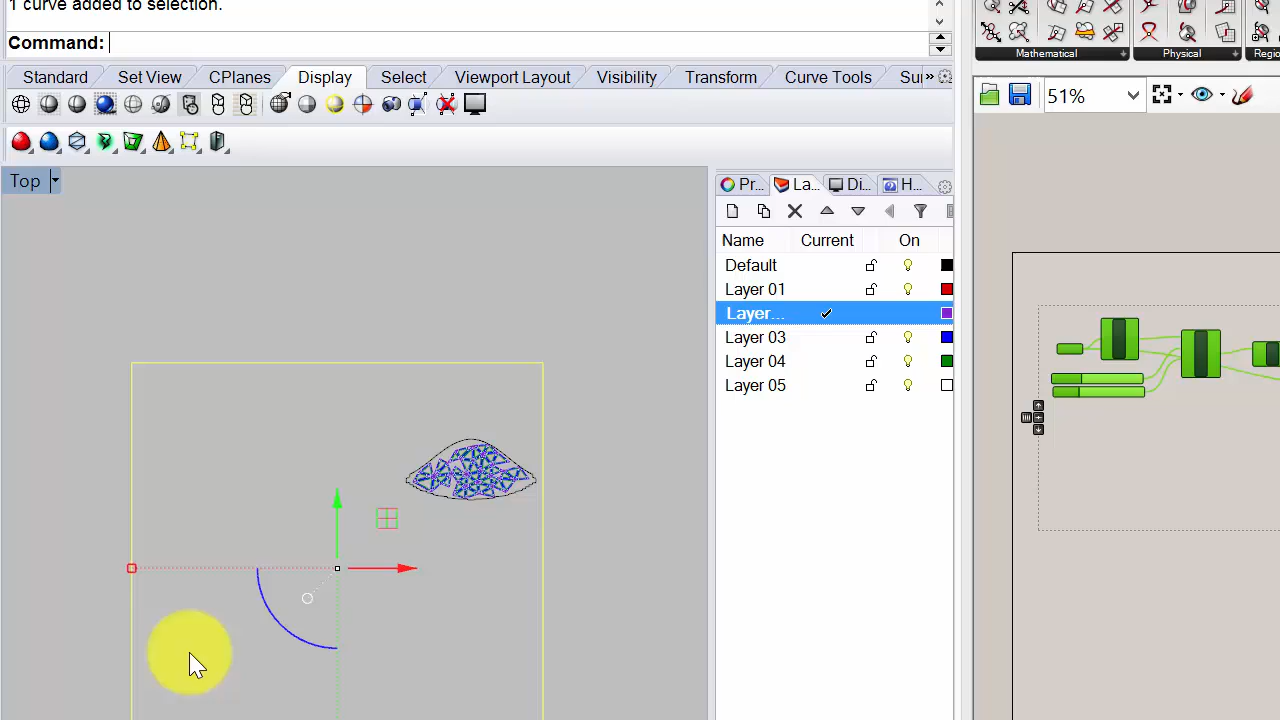 1 curve added to selection.
Command:
Standard Set View CPlanes Display Select Viewport Layout Visibility Transform Curve Tools Su »
Mathematical Physical Regio
51%
Top
Pr... La... Di... H...
Name Current On
Default
Layer 01
Layer...
Layer 03
Layer 04
Layer 05